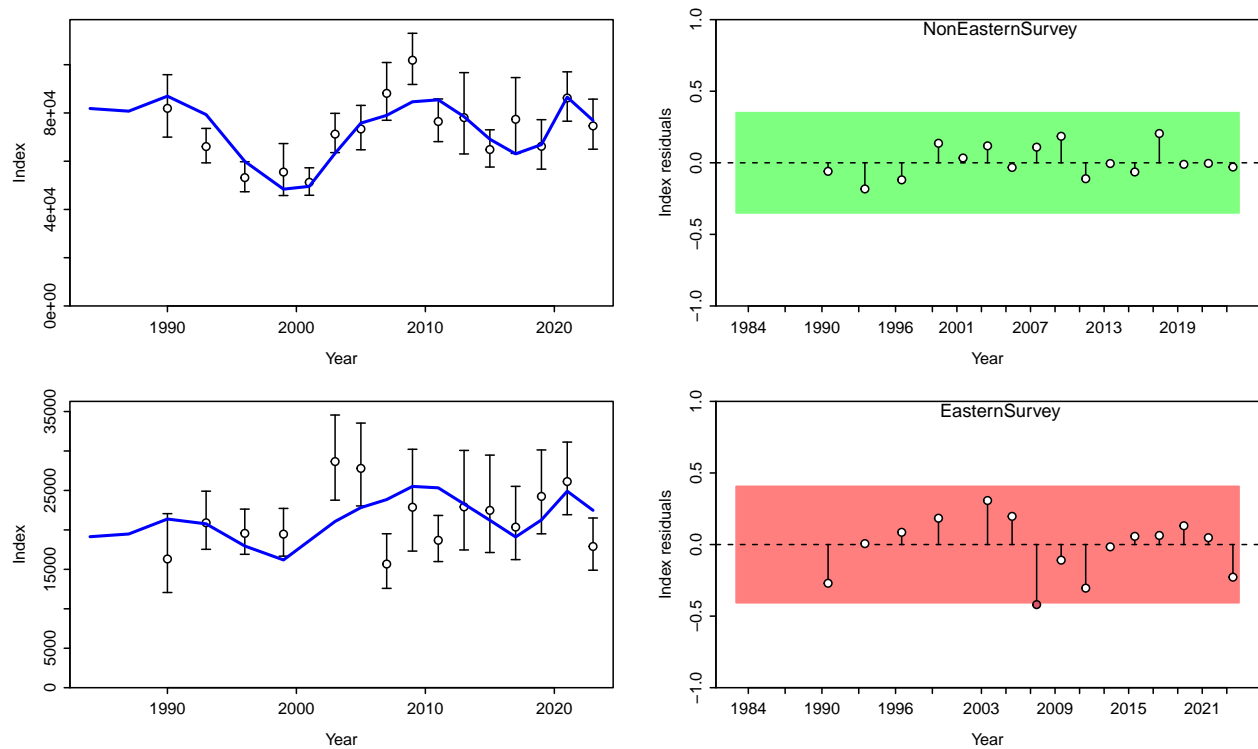 Index
8e+04
4e+04
0e+00
1990 2000 2010 2020
Year
NonEasternSurvey
Index residuals
1.0
0.5
0.0
−0.5
−1.0
1984 1990 1996 2001 2007 2013 2019
Year
Index
35000
25000
15000
5000
0
1990 2000 2010 2020
Year
EasternSurvey
Index residuals
1.0
0.5
0.0
−0.5
−1.0
1984 1990 1996 2003 2009 2015 2021
Year